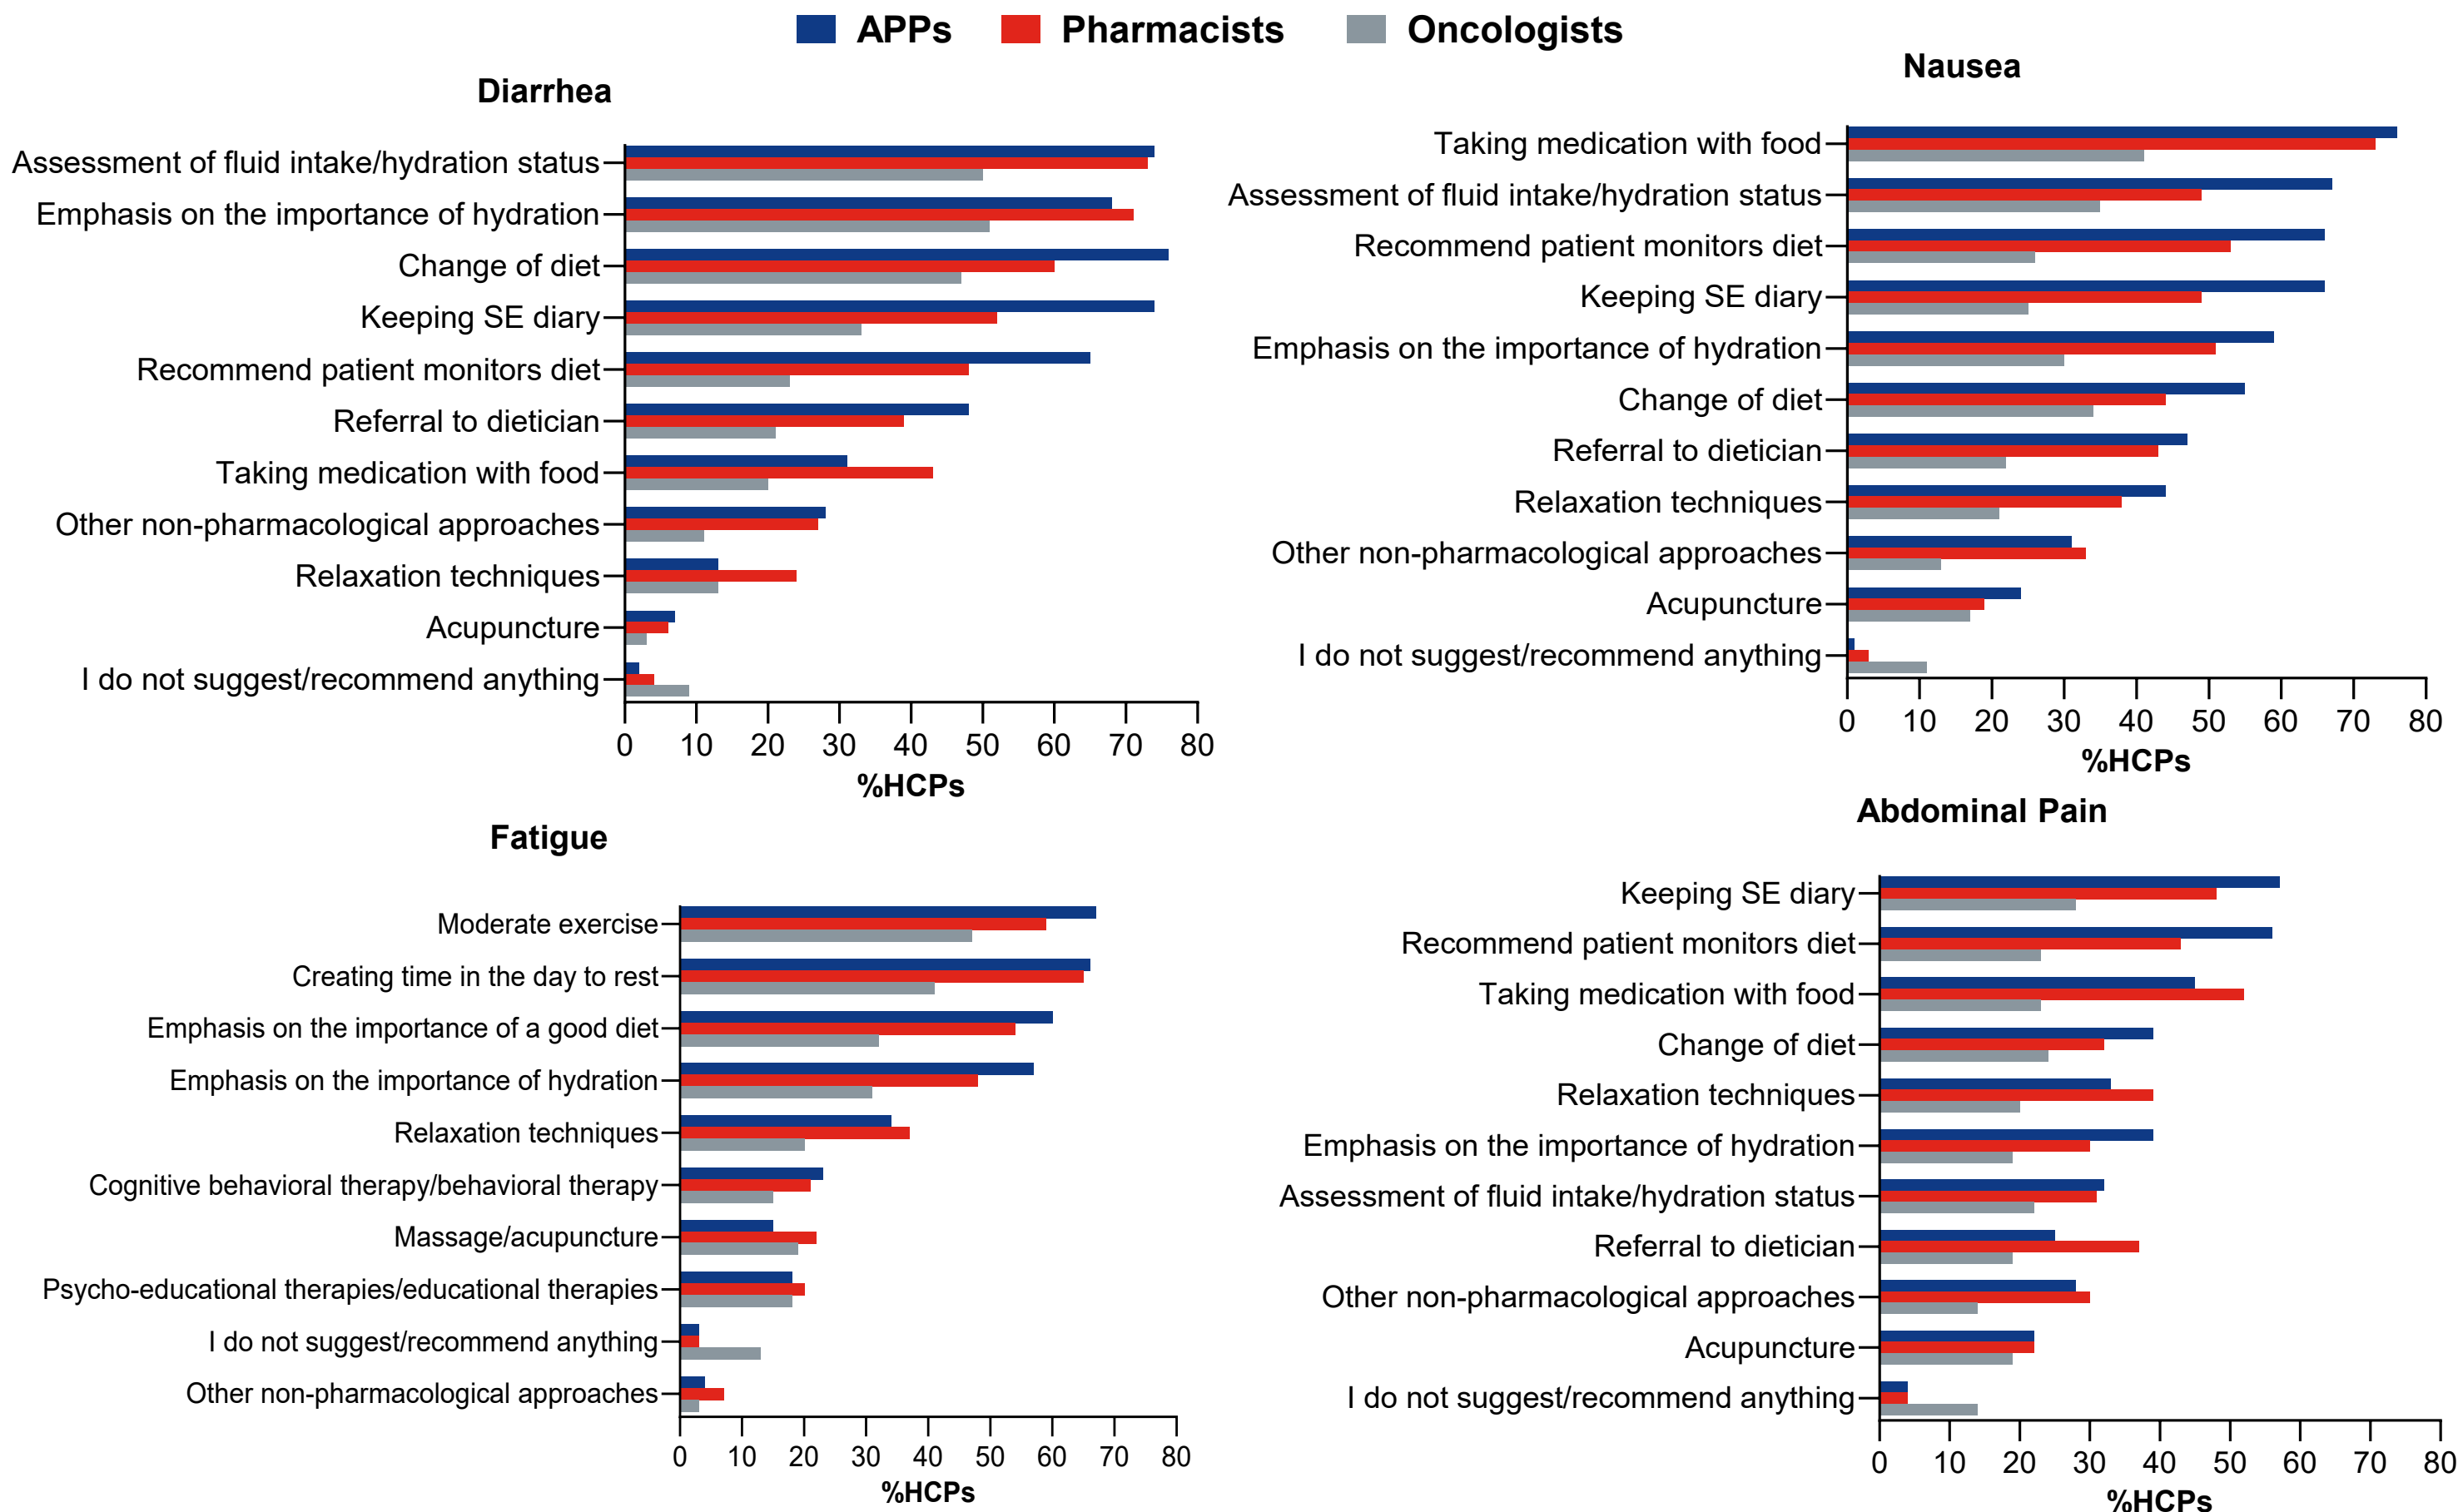 APPs Pharmacists Oncologists
Diarrhea
Assessment of fluid intake/hydration status
Emphasis on the importance of hydration
Change of diet
Keeping SE diary
Recommend patient monitors diet
Referral to dietician
Taking medication with food
Other non-pharmacological approaches
Relaxation techniques
Acupuncture
I do not suggest/recommend anything
0 10 20 30 40 50 60 70 80
%HCPs
Nausea
Taking medication with food
Assessment of fluid intake/hydration status
Recommend patient monitors diet
Keeping SE diary
Emphasis on the importance of hydration
Change of diet
Referral to dietician
Relaxation techniques
Other non-pharmacological approaches
Acupuncture
I do not suggest/recommend anything
0 10 20 30 40 50 60 70 80
%HCPs
Fatigue
Moderate exercise
Creating time in the day to rest
Emphasis on the importance of a good diet
Emphasis on the importance of hydration
Relaxation techniques
Cognitive behavioral therapy/behavioral therapy
Massage/acupuncture
Psycho-educational therapies/educational therapies
I do not suggest/recommend anything
Other non-pharmacological approaches
0 10 20 30 40 50 60 70 80
%HCPs
Abdominal Pain
Keeping SE diary
Recommend patient monitors diet
Taking medication with food
Change of diet
Relaxation techniques
Emphasis on the importance of hydration
Assessment of fluid intake/hydration status
Referral to dietician
Other non-pharmacological approaches
Acupuncture
I do not suggest/recommend anything
0 10 20 30 40 50 60 70 80
%HCPs